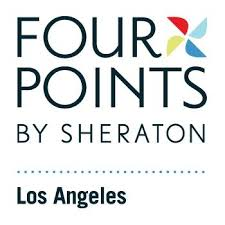 FOUR
POINTS
BY SHERATON
Los Angeles